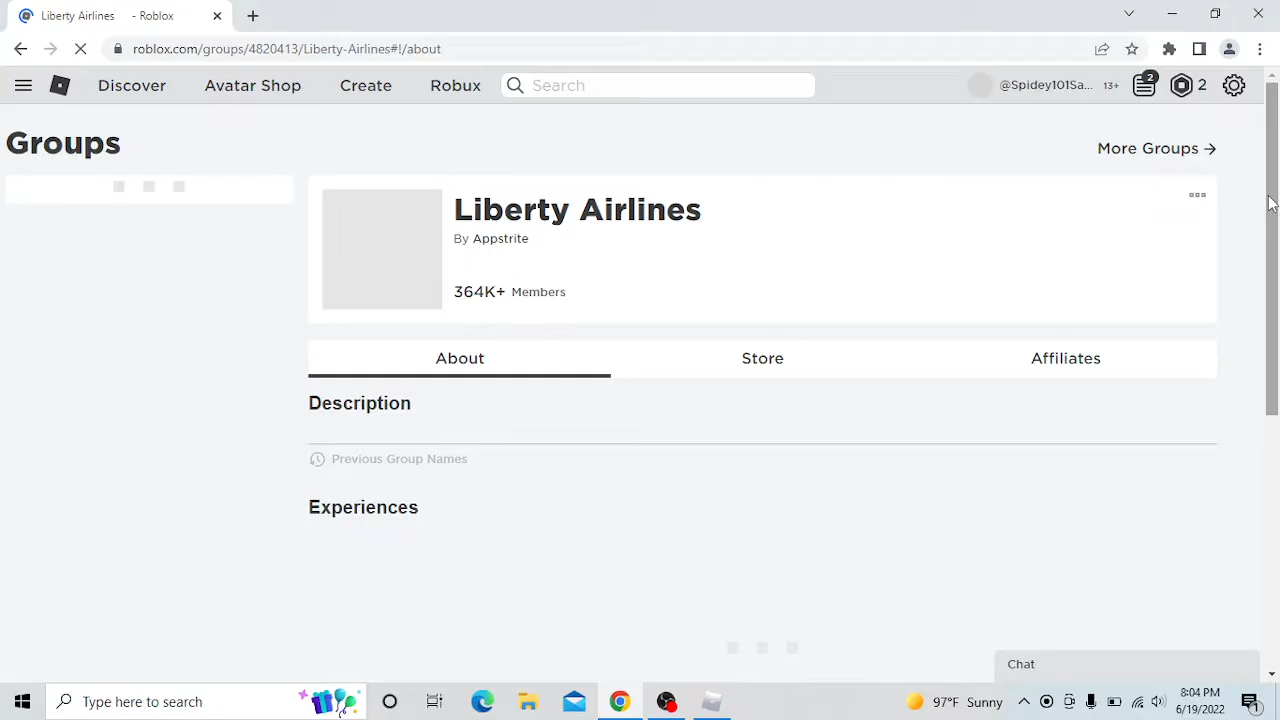 Liberty Airlines - Roblox
roblox.com/groups/4820413/Liberty-Airlines#!/about
Discover Avatar Shop Create Robux Search @Spidey101Sa... 13+ 2 2
Groups
More Groups
Liberty Airlines
By Appstrite
364K+ Members
About Store Affiliates
Description
Previous Group Names
Experiences
Chat
Type here to search 97°F Sunny 8:04 PM
6/19/2022 1